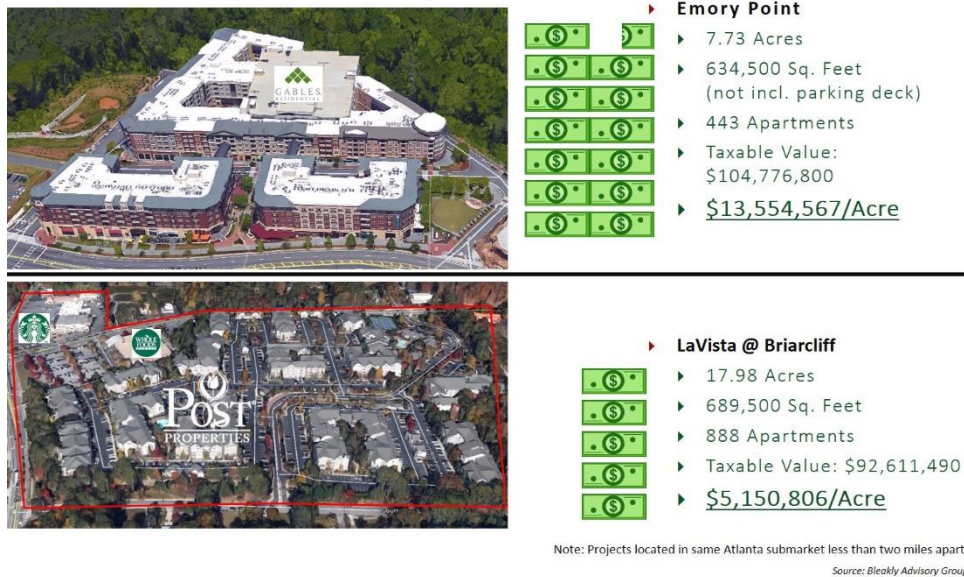 Emory Point
7.73 Acres
634,500 Sq. Feet
(not incl. parking deck)
443 Apartments
Taxable Value:
$104,776,800
$13,554,567/Acre
GABLES
RESIDENTIAL
LaVista @ Briarcliff
17.98 Acres
689,500 Sq. Feet
888 Apartments
Taxable Value: $92,611,490
$5,150,806/Acre
WHOLE
FOODS
POST
PROPERTIES
Note: Projects located in same Atlanta submarket less than two miles apart
Source: Bleakly Advisory Group